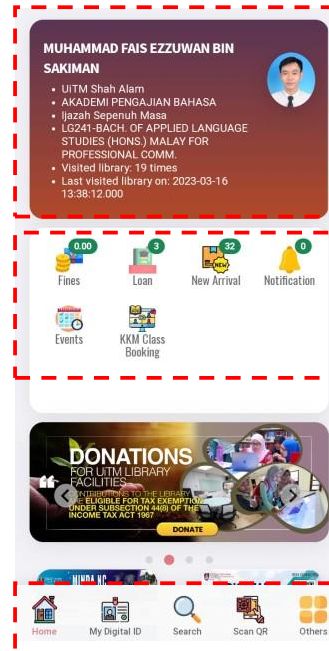 MUHAMMAD FAIS EZZUWAN BIN
SAKIMAN
UiTM Shah Alam
AKADEMI PENGAJIAN BAHASA
Ijazah Sepenuh Masa
LG241-BACH. OF APPLIED LANGUAGE
STUDIES (HONS.) MALAY FOR
PROFESSIONAL COMM.
Visited library: 19 times
Last visited library on: 2023-03-16
13:38:12.000
0.00 3 32 0
NEW
Fines Loan New Arrival Notification
Events KKM Class
Booking
DONATIONS
FOR UiTM LIBRARY
FACILITIES
CONTRIBUTIONS TO THE LIBRARY
ARE ELIGIBLE FOR TAX EXEMPTION
UNDER SUBSECTION 44(6) OF THE
INCOME TAX ACT 1967
DONATE
Home My Digital ID Search Scan QR Others